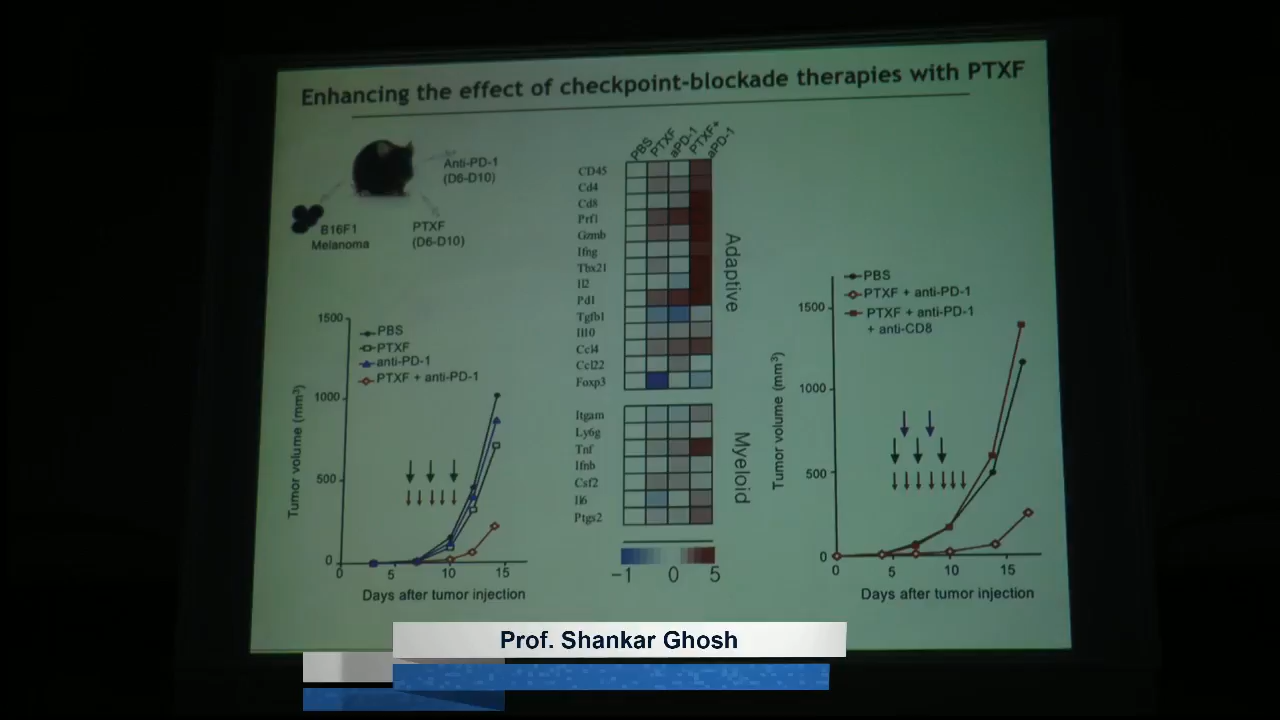 Enhancing the effect of checkpoint-blockade therapies with PTXF
Anti-PD-1
(D6-D10)
B16F1
Melanoma
PTXF
(D6-D10)
PBS
PTXF
aPD-1
PTXF+
aPD-1
CD45
Cd4
Cd8
Prf1
Gzmb
Ifng
Tbx21
Il2
Pd1
Tgfb1
Il10
Ccl4
Ccl22
Foxp3
Adaptive
Itgam
Ly6g
Tnf
Ifnb
Csf2
Il6
Ptgs2
Myeloid
−1 0 5
1500
1000
500
0
Tumor volume (mm³)
PBS
PTXF
anti-PD-1
PTXF + anti-PD-1
0 5 10 15
Days after tumor injection
PBS
PTXF + anti-PD-1
PTXF + anti-PD-1
+ anti-CD8
1500
1000
500
0
Tumor volume (mm³)
0 5 10 15
Days after tumor injection
Prof. Shankar Ghosh